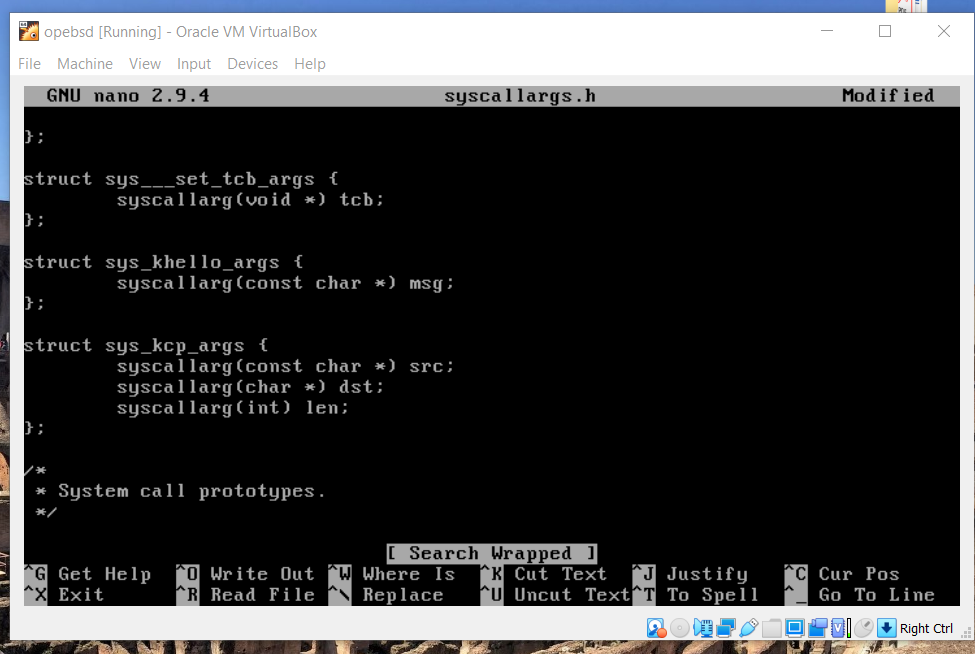 opebsd [Running] - Oracle VM VirtualBox
File Machine View Input Devices Help
GNU nano 2.9.4 syscallargs.h Modified
};
struct sys___set_tcb_args {
syscallarg(void *) tcb;
};
struct sys_khello_args {
syscallarg(const char *) msg;
};
struct sys_kcp_args {
syscallarg(const char *) src;
syscallarg(char *) dst;
syscallarg(int) len;
};
/*
* System call prototypes.
*/
[ Search Wrapped ]
^G Get Help ^O Write Out ^W Where Is ^K Cut Text ^J Justify ^C Cur Pos
^X Exit ^R Read File ^\ Replace ^U Uncut Text ^T To Spell ^_ Go To Line
Right Ctrl